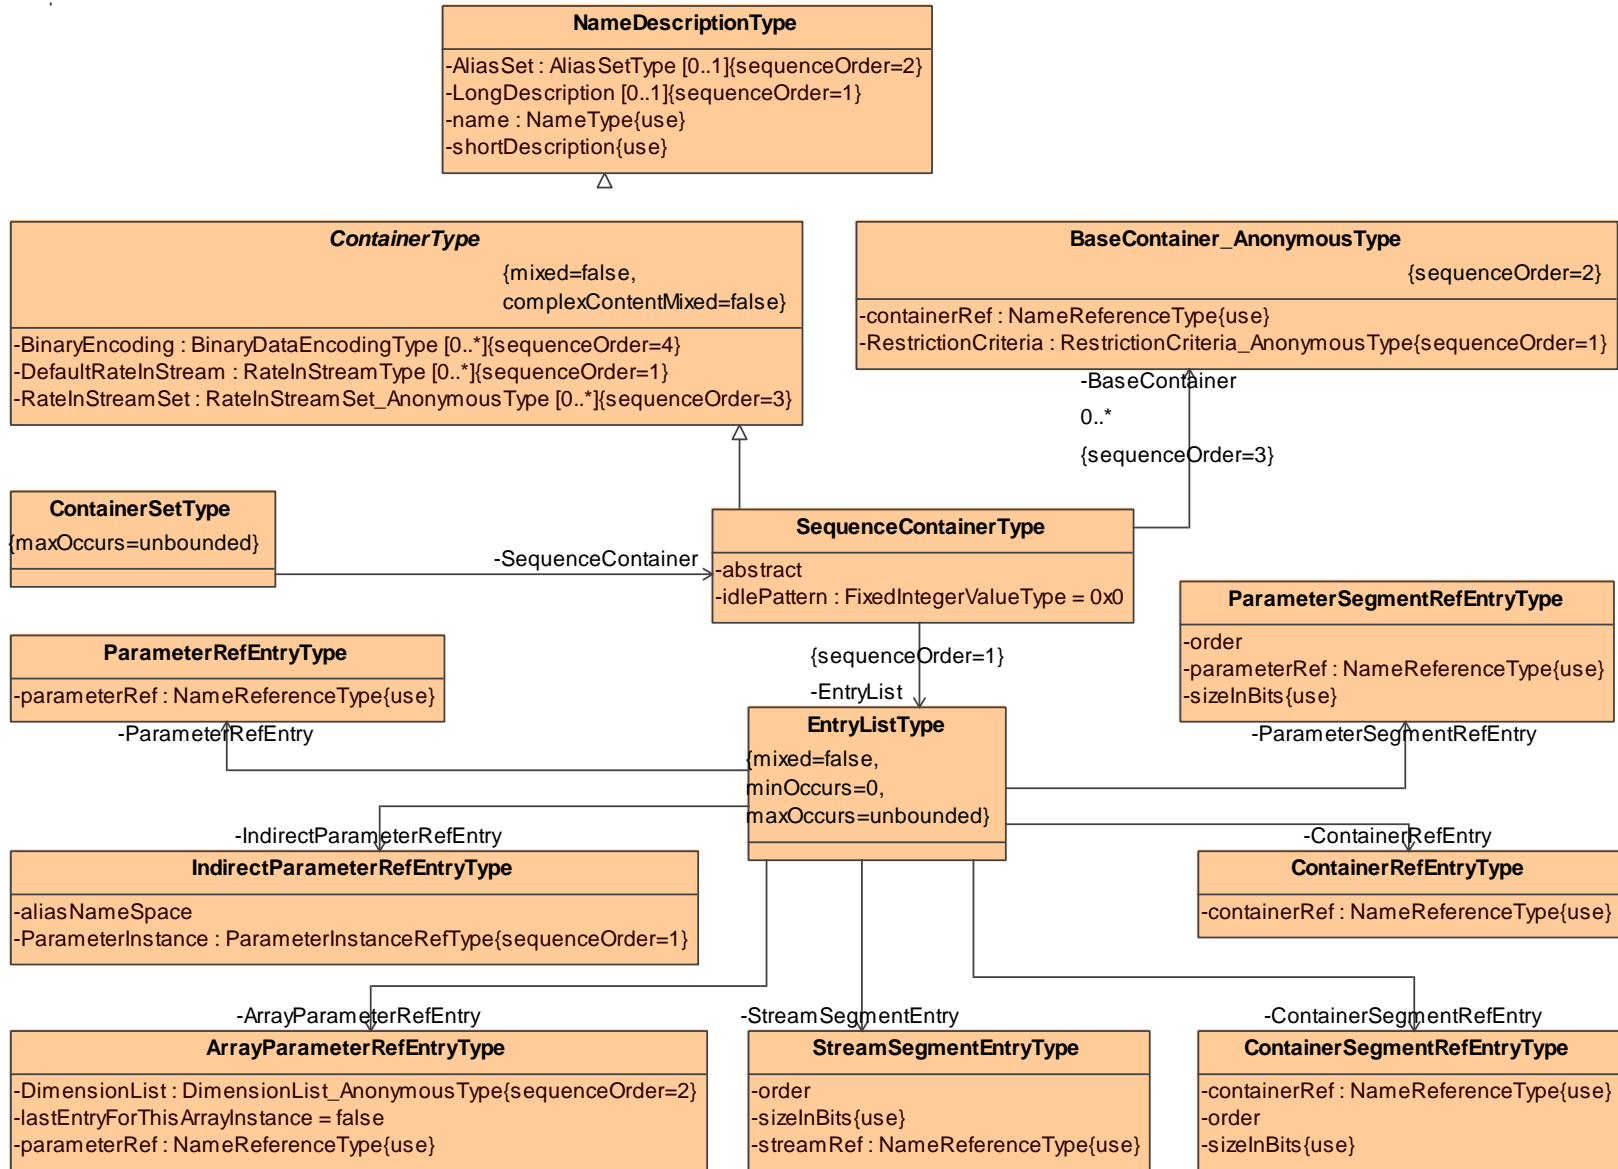 NameDescriptionType
-AliasSet : AliasSetType [0..1]{sequenceOrder=2}
-LongDescription [0..1]{sequenceOrder=1}
-name : NameType{use}
-shortDescription{use}
ContainerType
{mixed=false,
complexContentMixed=false}
-BinaryEncoding : BinaryDataEncodingType [0..*]{sequenceOrder=4}
-DefaultRateInStream : RateInStreamType [0..*]{sequenceOrder=1}
-RateInStreamSet : RateInStreamSet_AnonymousType [0..*]{sequenceOrder=3}
BaseContainer_AnonymousType
{sequenceOrder=2}
-containerRef : NameReferenceType{use}
-RestrictionCriteria : RestrictionCriteria_AnonymousType{sequenceOrder=1}
-BaseContainer
0..*
{sequenceOrder=3}
ContainerSetType
{maxOccurs=unbounded}
-SequenceContainer
SequenceContainerType
-abstract
-idlePattern : FixedIntegerValueType = 0x0
ParameterSegmentRefEntryType
-order
-parameterRef : NameReferenceType{use}
-sizeInBits{use}
ParameterRefEntryType
-parameterRef : NameReferenceType{use}
{sequenceOrder=1}
-EntryList
-ParameterRefEntry
EntryListType
{mixed=false,
minOccurs=0,
maxOccurs=unbounded}
-ParameterSegmentRefEntry
-IndirectParameterRefEntry
-ContainerRefEntry
IndirectParameterRefEntryType
-aliasNameSpace
-ParameterInstance : ParameterInstanceRefType{sequenceOrder=1}
ContainerRefEntryType
-containerRef : NameReferenceType{use}
-ArrayParameterRefEntry
-StreamSegmentEntry
-ContainerSegmentRefEntry
ArrayParameterRefEntryType
-DimensionList : DimensionList_AnonymousType{sequenceOrder=2}
-lastEntryForThisArrayInstance = false
-parameterRef : NameReferenceType{use}
StreamSegmentEntryType
-order
-sizeInBits{use}
-streamRef : NameReferenceType{use}
ContainerSegmentRefEntryType
-containerRef : NameReferenceType{use}
-order
-sizeInBits{use}